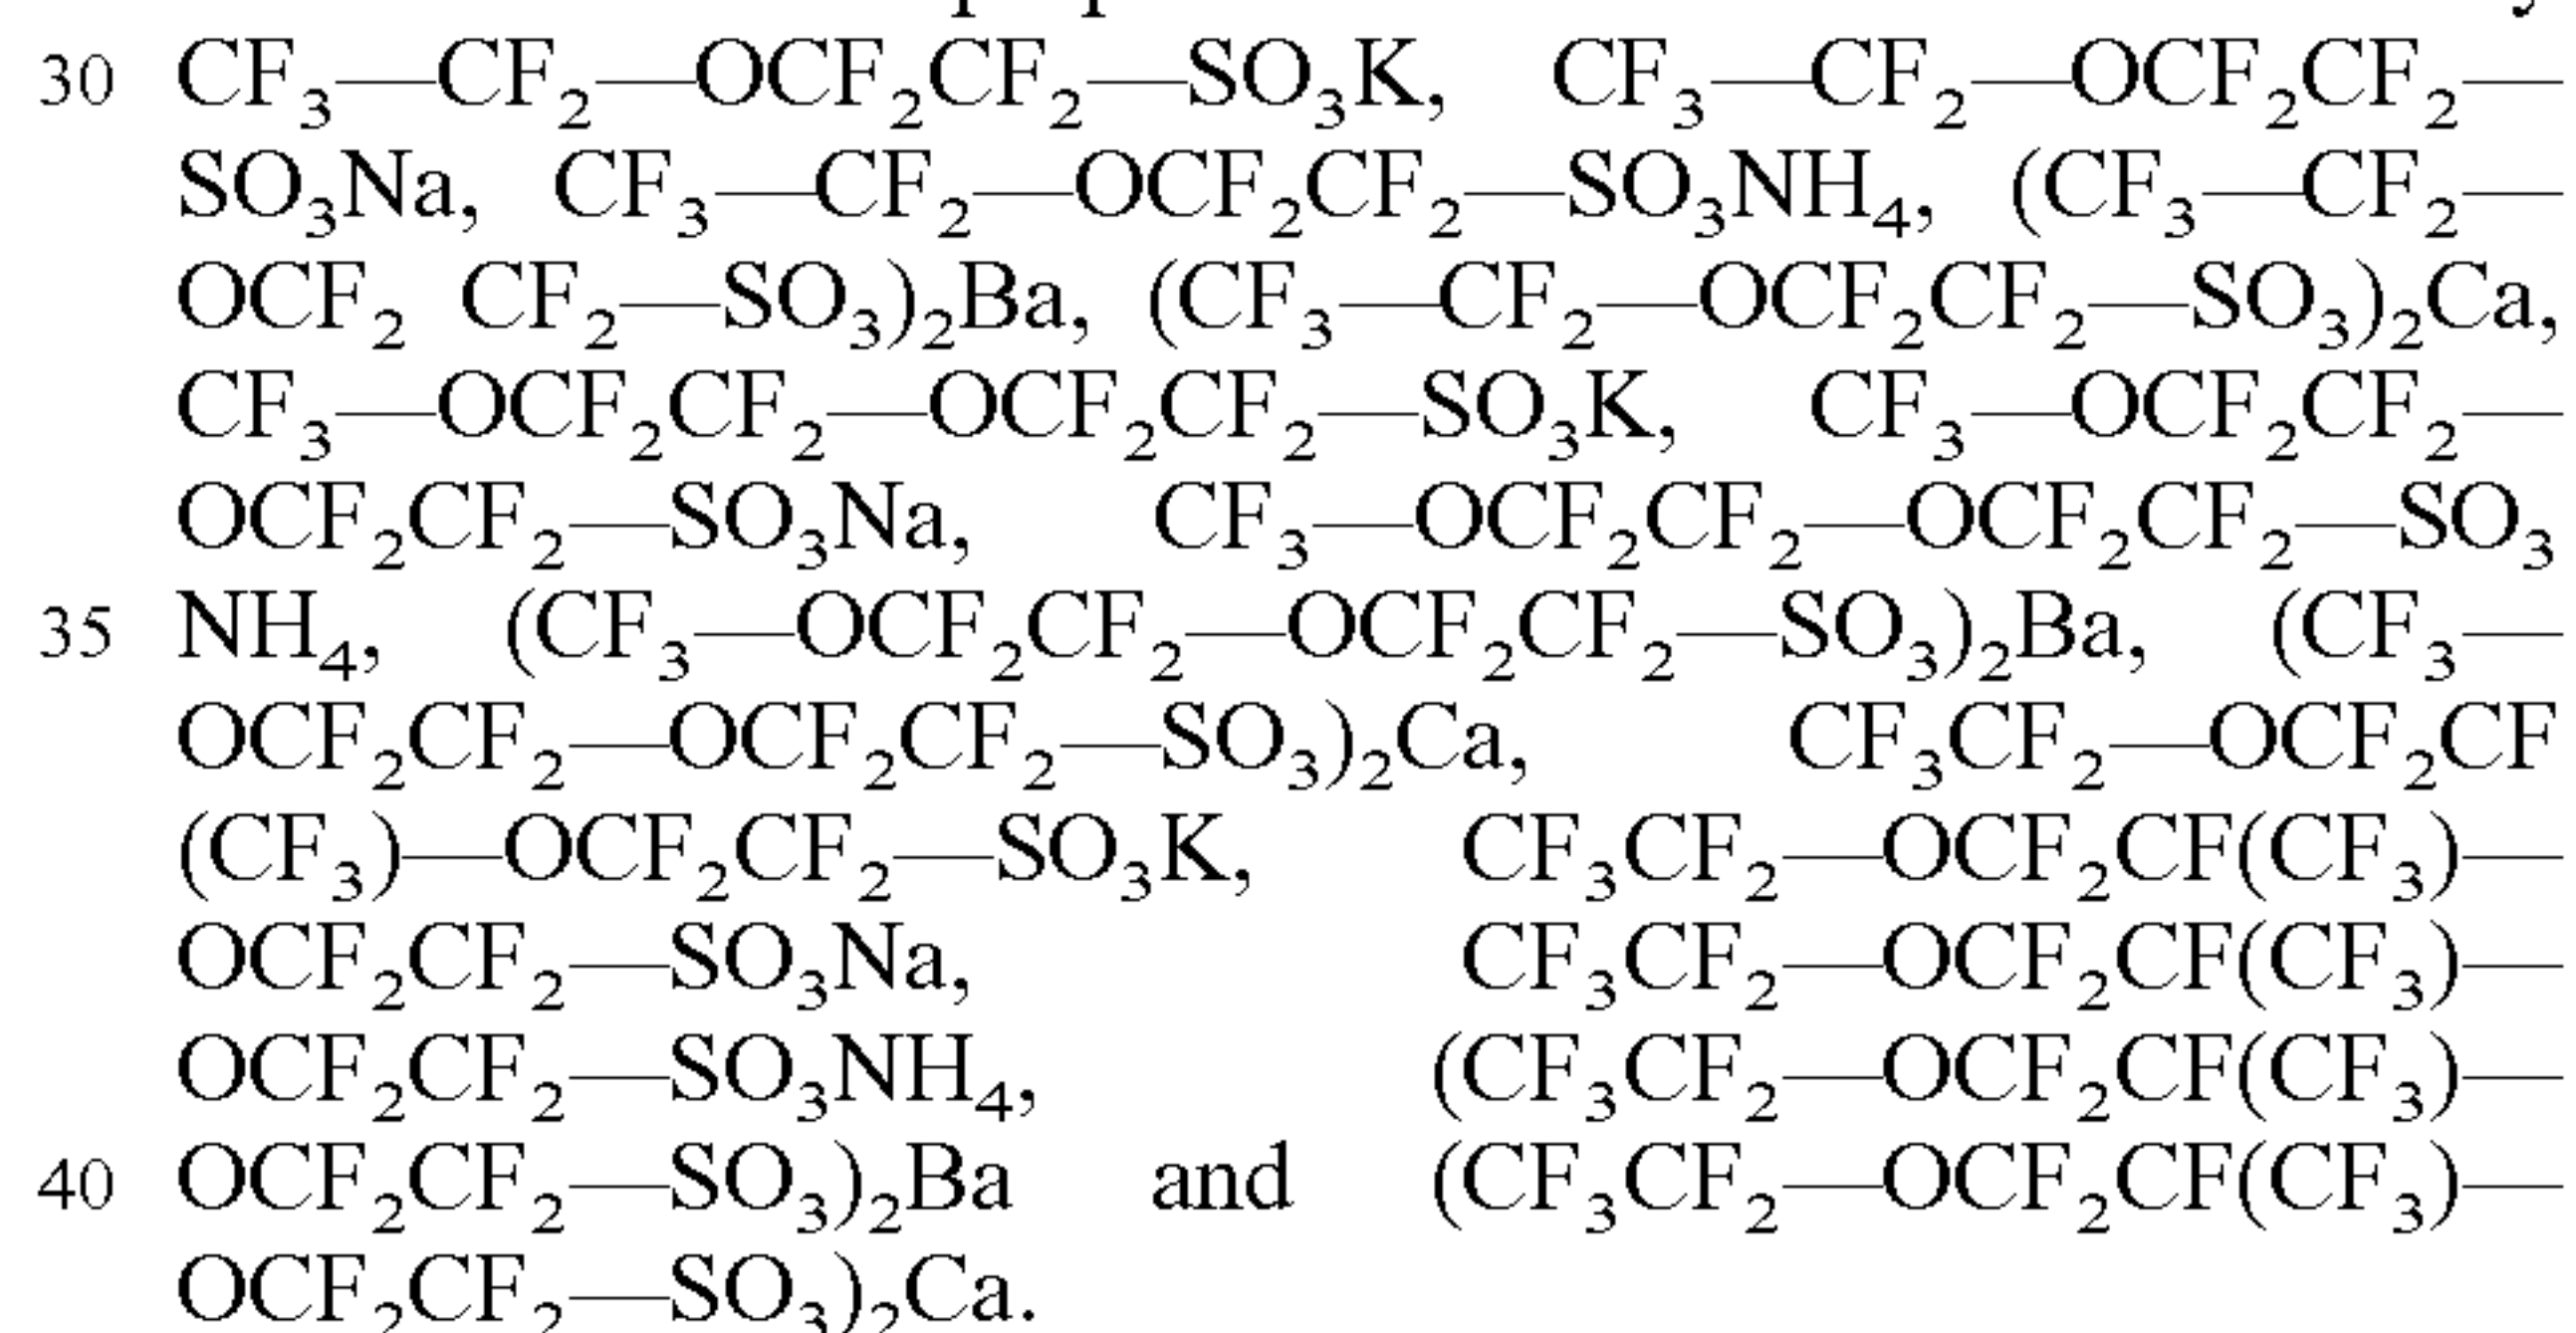 30 CF₃—CF₂—OCF₂CF₂—SO₃K, CF₃—CF₂—OCF₂CF₂—
SO₃Na, CF₃—CF₂—OCF₂CF₂—SO₃NH₄, (CF₃—CF₂—
OCF₂ CF₂—SO₃)₂Ba, (CF₃—CF₂—OCF₂CF₂—SO₃)₂Ca,
CF₃—OCF₂CF₂—OCF₂CF₂—SO₃K, CF₃—OCF₂CF₂—
OCF₂CF₂—SO₃Na, CF₃—OCF₂CF₂—OCF₂CF₂—SO₃
35 NH₄, (CF₃—OCF₂CF₂—OCF₂CF₂—SO₃)₂Ba, (CF₃—
OCF₂CF₂—OCF₂CF₂—SO₃)₂Ca, CF₃CF₂—OCF₂CF
(CF₃)—OCF₂CF₂—SO₃K, CF₃CF₂—OCF₂CF(CF₃)—
OCF₂CF₂—SO₃Na, CF₃CF₂—OCF₂CF(CF₃)—
OCF₂CF₂—SO₃NH₄, (CF₃CF₂—OCF₂CF(CF₃)—
40 OCF₂CF₂—SO₃)₂Ba and (CF₃CF₂—OCF₂CF(CF₃)—
OCF₂CF₂—SO₃)₂Ca.